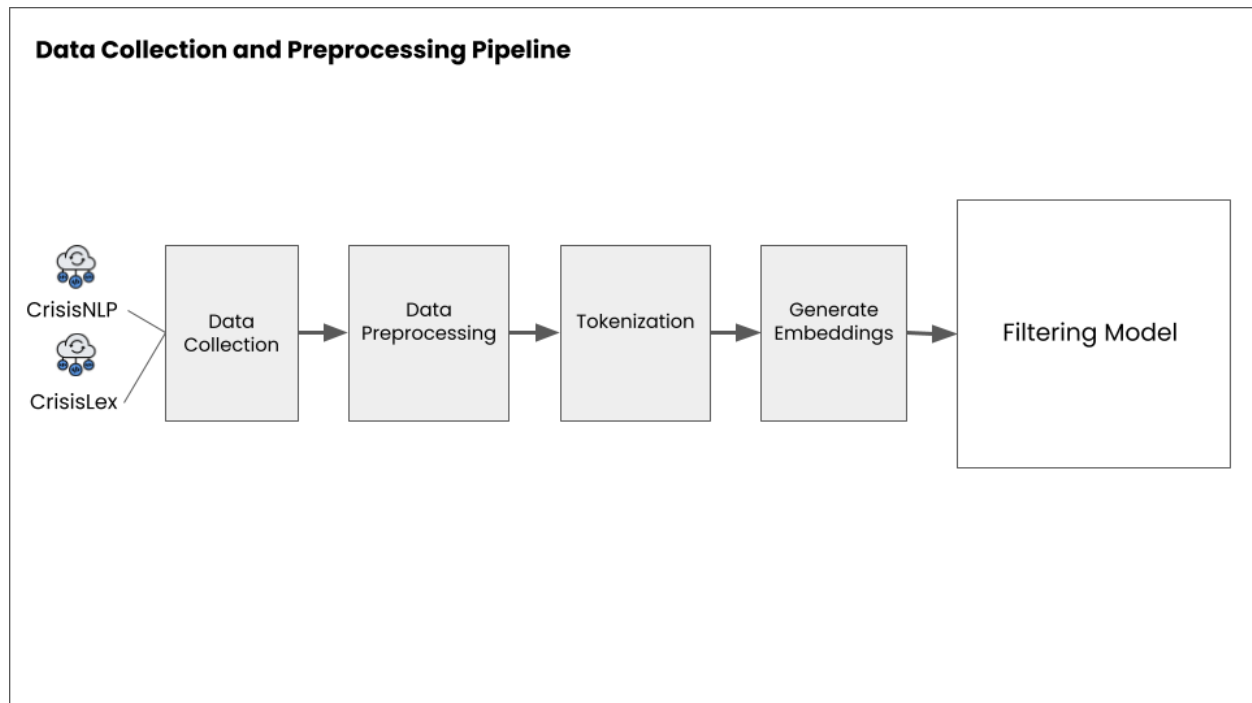 Data Collection and Preprocessing Pipeline
CrisisNLP
CrisisLex
Data
Collection
Data
Preprocessing
Tokenization
Generate
Embeddings
Filtering Model